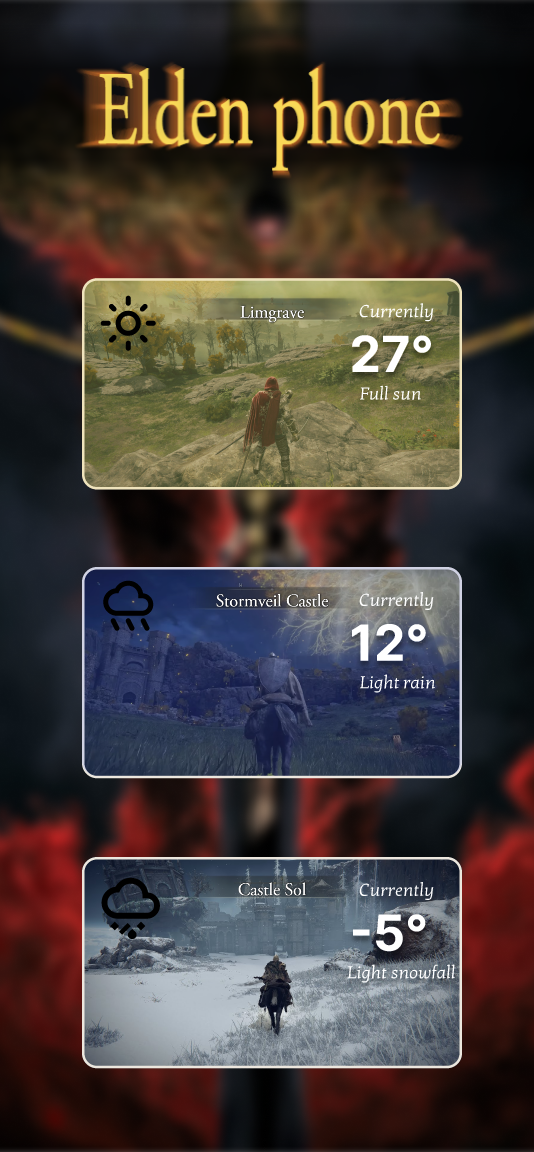 Elden phone
Limgrave
Currently
27°
Full sun
Stormveil Castle
Currently
12°
Light rain
Castle Sol
Currently
-5°
Light snowfall